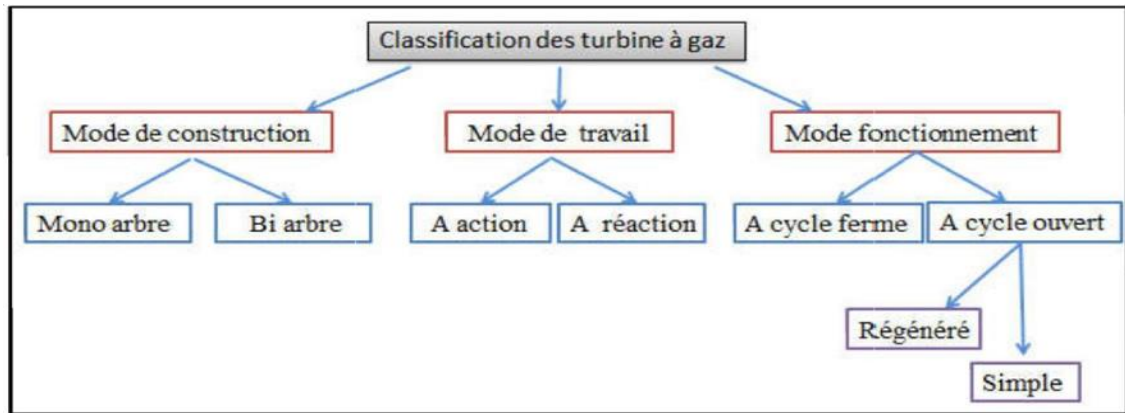 Classification des turbine à gaz
Mode de construction
Mode de travail
Mode fonctionnement
Mono arbre
Bi arbre
A action
A réaction
A cycle ferme
A cycle ouvert
Régénéré
Simple